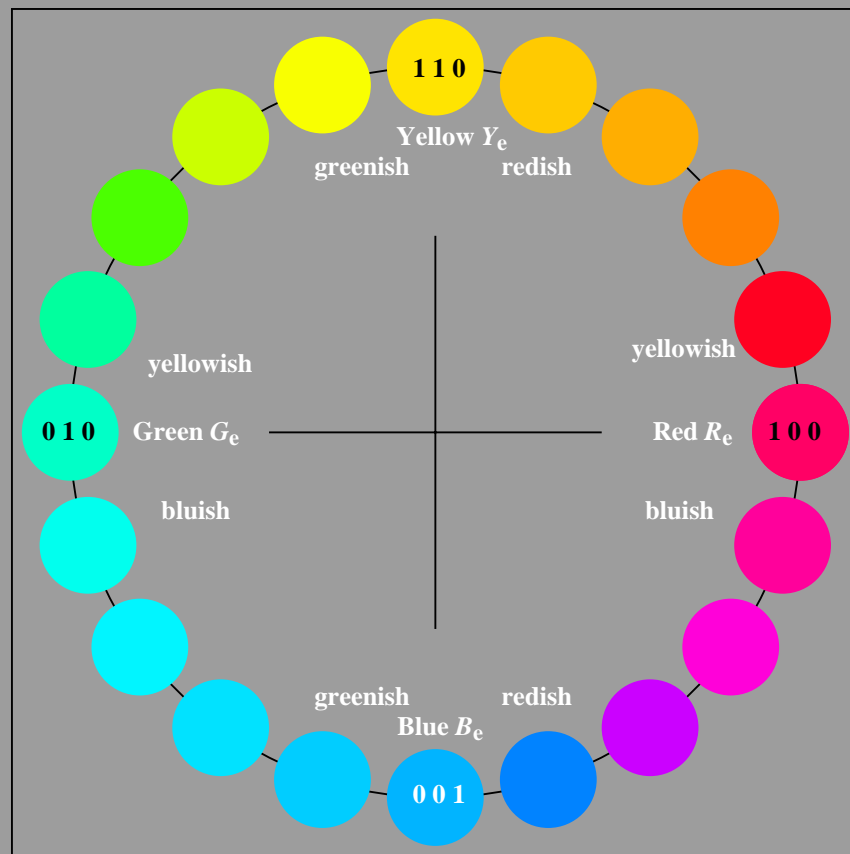 1 1 0
Yellow Ye
greenish redish
yellowish yellowish
0 1 0 Green Ge Red Re 1 0 0
bluish bluish
greenish redish
Blue Be
0 0 1